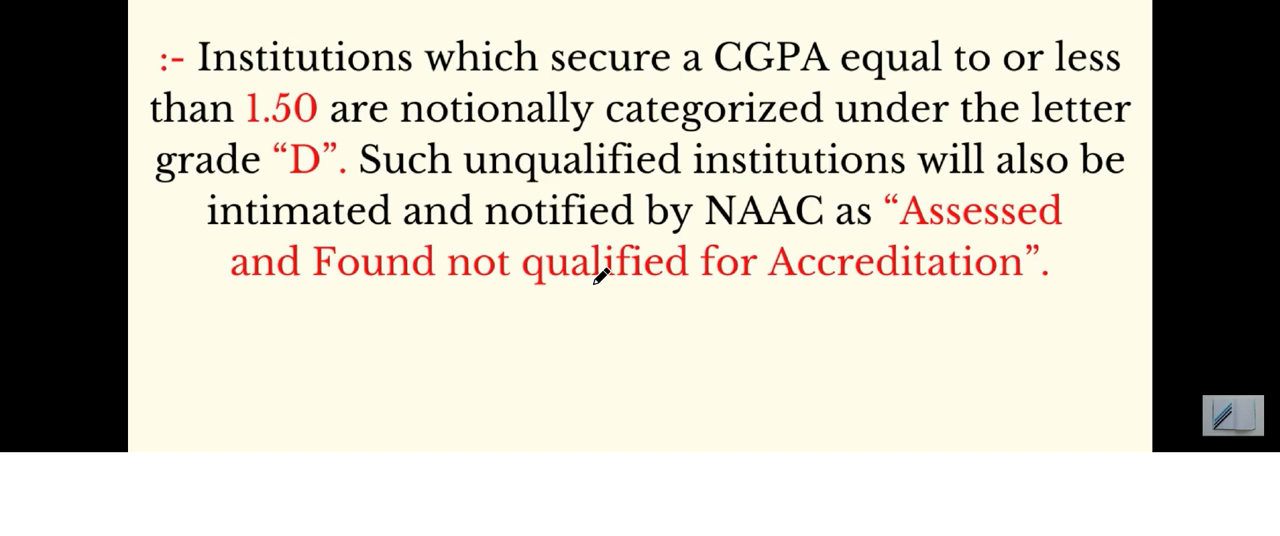 :- Institutions which secure a CGPA equal to or less
than 1.50 are notionally categorized under the letter
grade “D”. Such unqualified institutions will also be
intimated and notified by NAAC as “Assessed
and Found not qualified for Accreditation”.